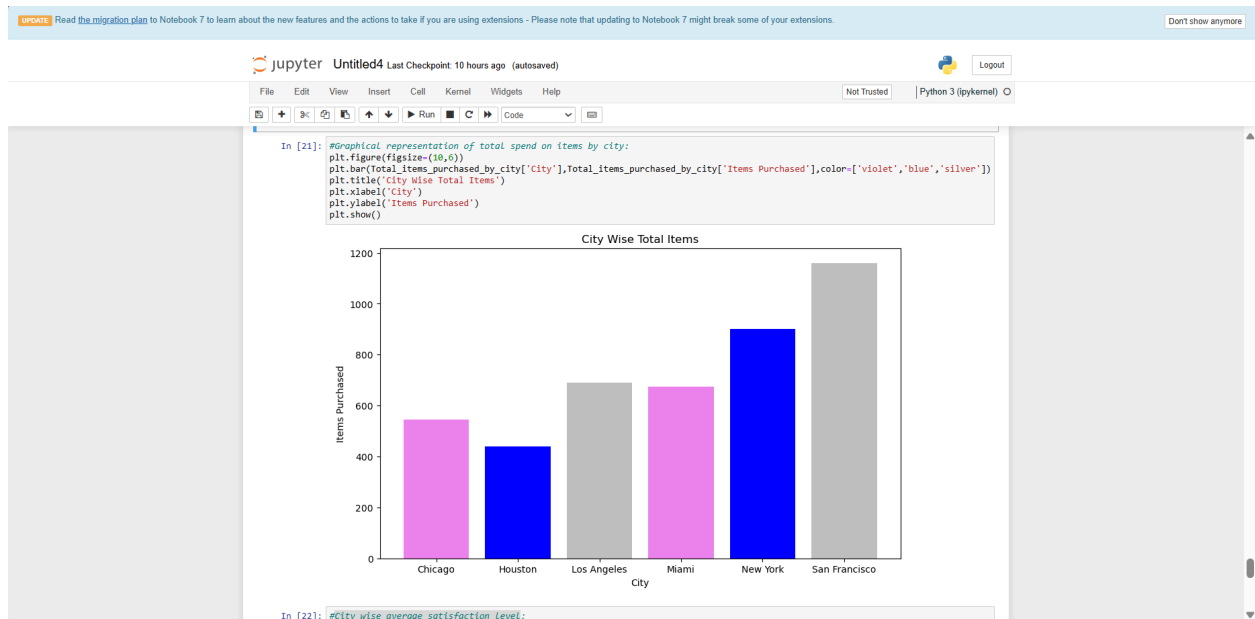 UPDATE Read the migration plan to Notebook 7 to learn about the new features and the actions to take if you are using extensions - Please note that updating to Notebook 7 might break some of your extensions.
Don't show anymore
jupyter Untitled4 Last Checkpoint: 10 hours ago (autosaved)
Logout
File Edit View Insert Cell Kernel Widgets Help
Not Trusted
Python 3 (ipykernel)
Run
Code
In [21]: #Graphical representation of total spend on items by city:
plt.figure(figsize=(10,6))
plt.bar(Total_items_purchased_by_city['City'],Total_items_purchased_by_city['Items Purchased'],color=['violet','blue','silver'])
plt.title('City Wise Total Items')
plt.xlabel('City')
plt.ylabel('Items Purchased')
plt.show()
City Wise Total Items
1200
1000
800
600
400
200
0
Items Purchased
Chicago Houston Los Angeles Miami New York San Francisco
City
In [22]: #City wise average satisfaction level: